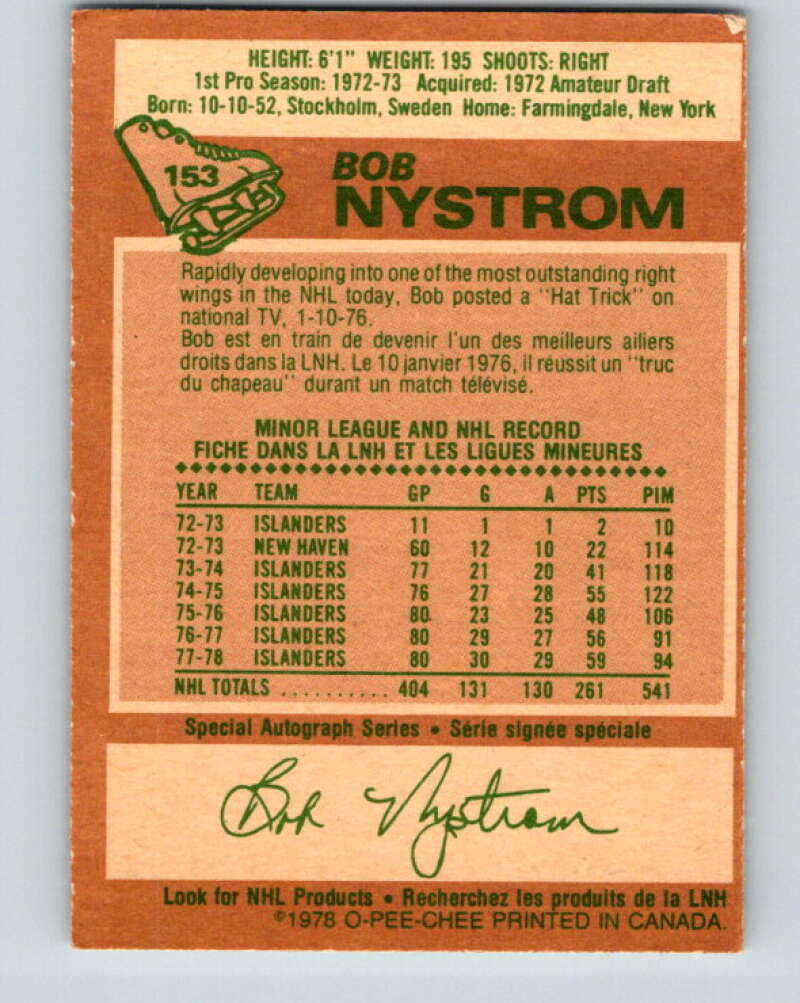 HEIGHT: 6'1" WEIGHT: 195 SHOOTS: RIGHT
1st Pro Season: 1972-73 Acquired: 1972 Amateur Draft
Born: 10-10-52, Stockholm, Sweden Home: Farmingdale, New York
153
BOB
NYSTROM
Rapidly developing into one of the most outstanding right
wings in the NHL today, Bob posted a "Hat Trick" on
national TV, 1-10-76.
Bob est en train de devenir l'un des meilleurs ailiers
droits dans la LNH. Le 10 janvier 1976, il réussit un "truc
du chapeau" durant un match télévisé.
MINOR LEAGUE AND NHL RECORD
FICHE DANS LA LNH ET LES LIGUES MINEURES
YEAR TEAM GP G A PTS PIM
72-73 ISLANDERS 11 1 1 2 10
72-73 NEW HAVEN 60 12 10 22 114
73-74 ISLANDERS 77 21 20 41 118
74-75 ISLANDERS 76 27 28 55 122
75-76 ISLANDERS 80 23 25 48 106
76-77 ISLANDERS 80 29 27 56 91
77-78 ISLANDERS 80 30 29 59 94
NHL TOTALS .......... 404 131 130 261 541
Special Autograph Series • Série signée spéciale
Bob Nystrom
Look for NHL Products • Recherchez les produits de la LNH
©1978 O-PEE-CHEE PRINTED IN CANADA.